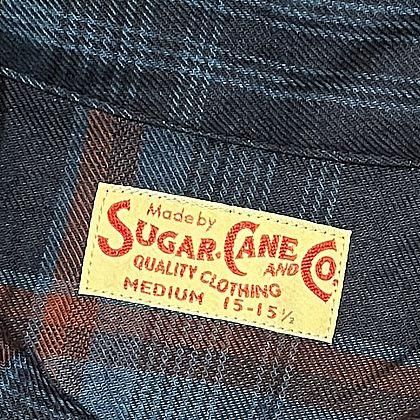 Made by
SUGAR CANE AND CO.
QUALITY CLOTHING
MEDIUM 15-15½